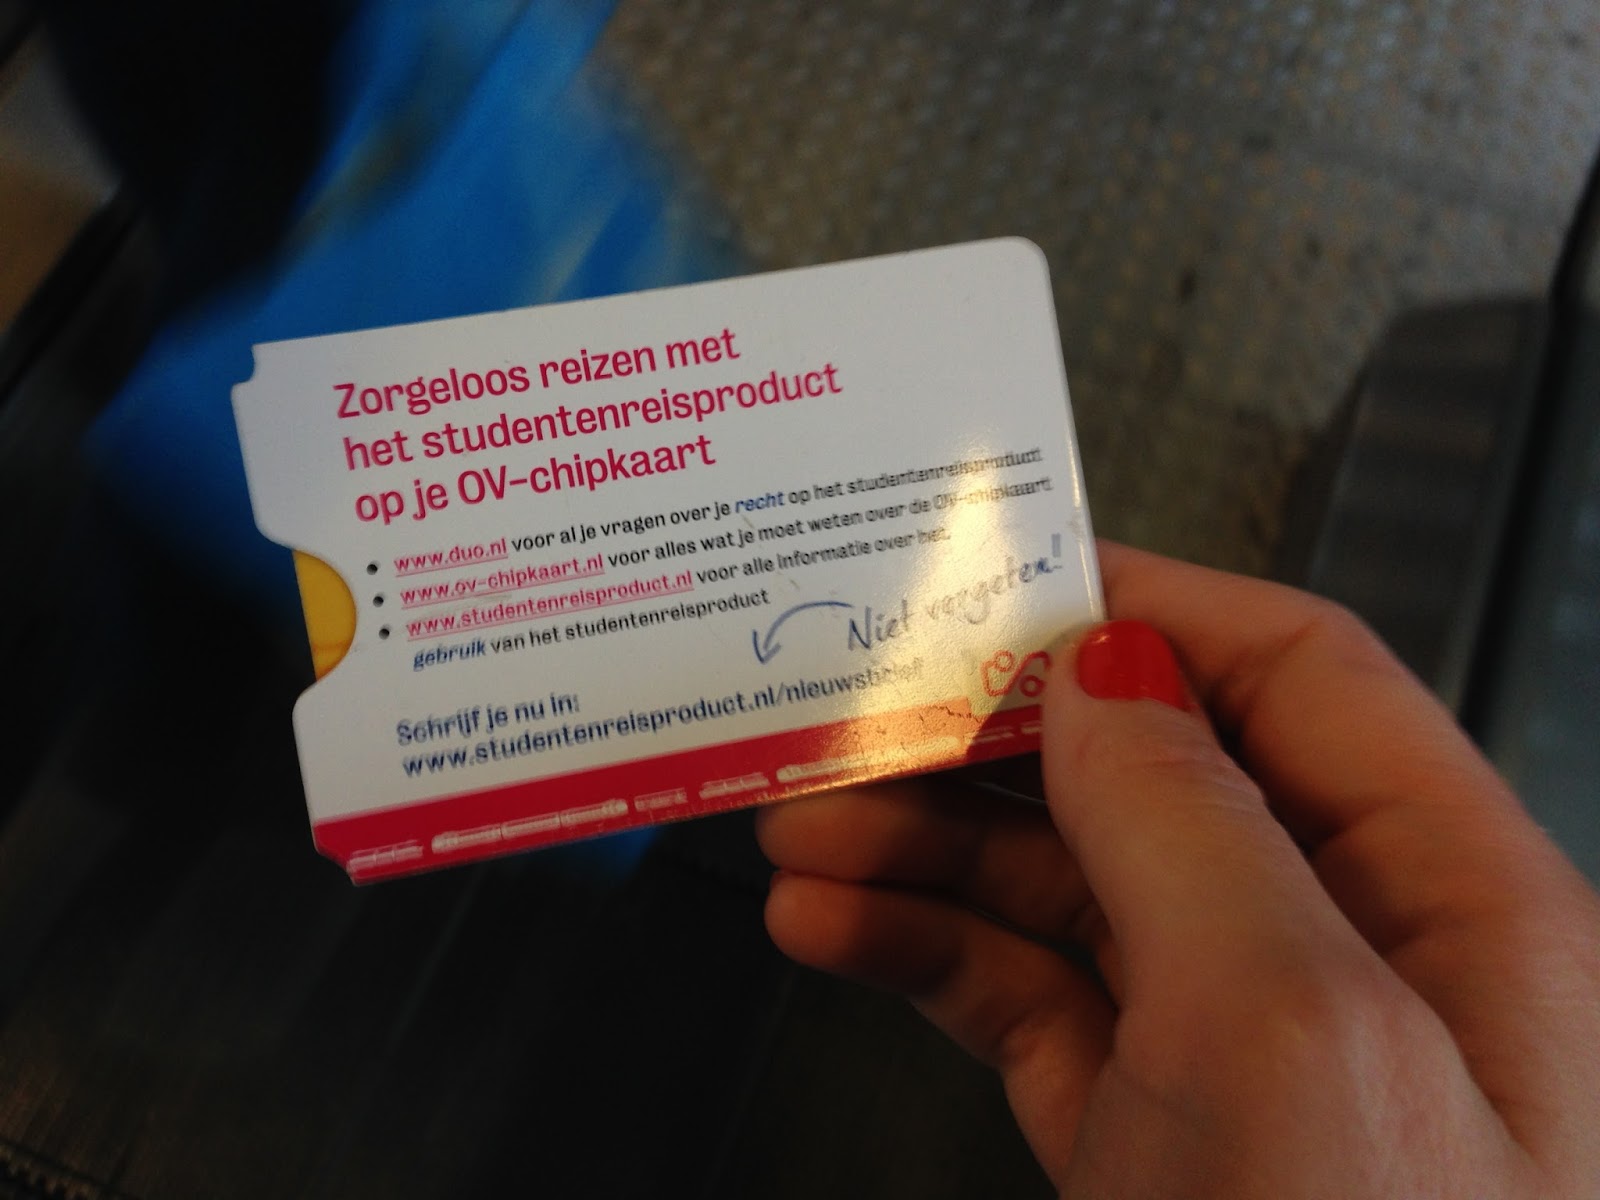 Zorgeloos reizen met
het studentenreisproduct
op je OV-chipkaart
• www.duo.nl voor al je vragen over je recht op het studentenreisproduct
• www.ov-chipkaart.nl voor alles wat je moet weten over de OV-chipkaart
• www.studentenreisproduct.nl voor alle informatie over het
gebruik van het studentenreisproduct
Niet vergeten!
Schrijf je nu in:
www.studentenreisproduct.nl/nieuwsbrief